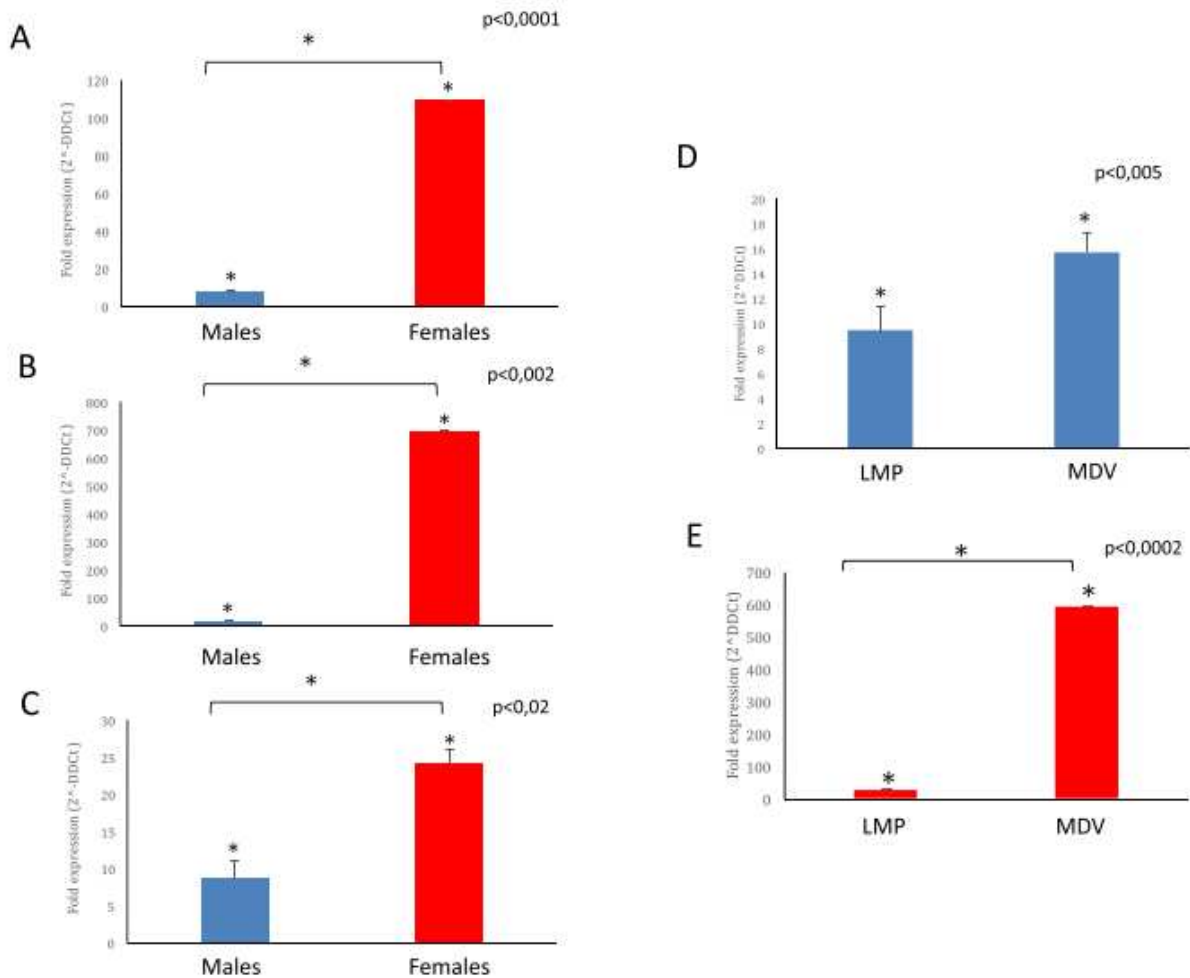 A
p<0,0001
*
Fold expression (2^-DDCt)
120
100
80
60
40
20
0
*
*
Males
Females
B
p<0,002
*
Fold expression (2^-DDCt)
800
700
600
500
400
300
200
100
0
*
*
Males
Females
C
p<0,02
*
Fold expression (2^-DDCt)
30
25
20
15
10
5
0
*
*
Males
Females
D
p<0,005
Fold expression (2^DDCt)
20
18
16
14
12
10
8
6
4
2
0
*
*
LMP
MDV
E
p<0,0002
*
Fold expression (2^DDCt)
700
600
500
400
300
200
100
0
*
*
LMP
MDV